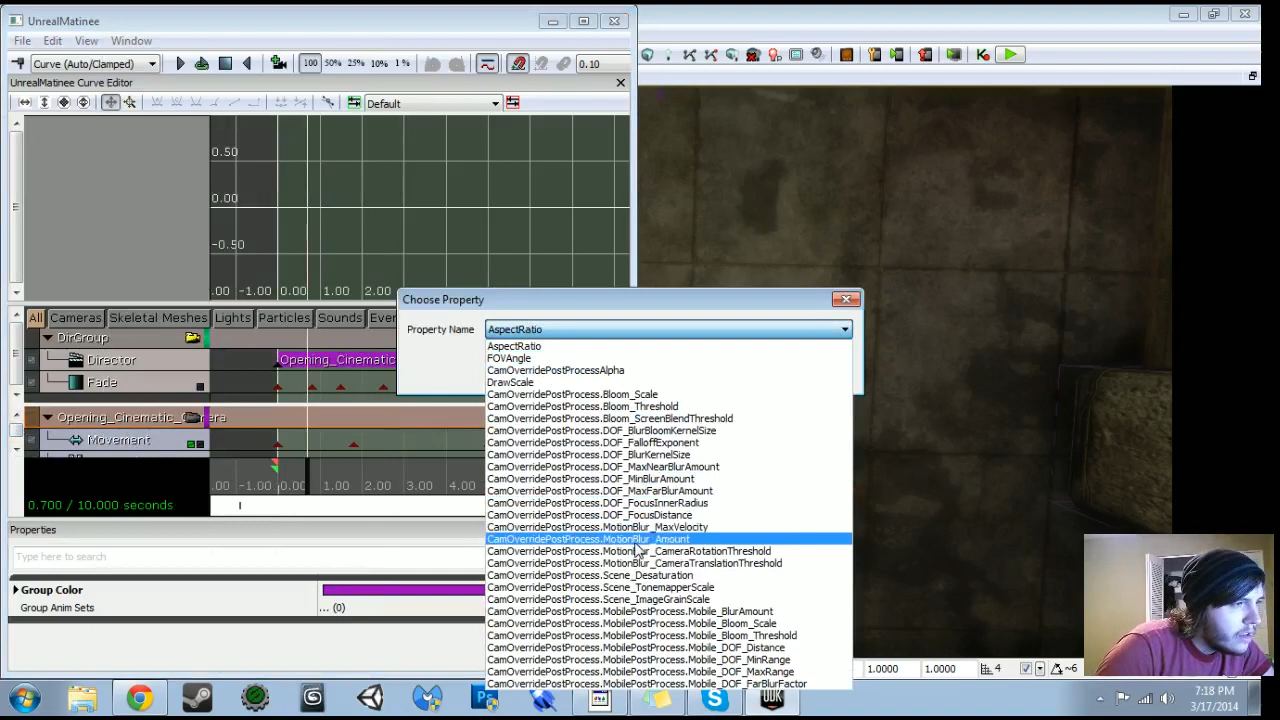 UnrealMatinee
File Edit View Window
Curve (Auto/Clamped) 100 50% 25% 10% 1 % 0.10
UnrealMatinee Curve Editor
Default
0.50
0.00
-0.50
.00 -1.00 0.00 1.00 2.00
Choose Property
Property Name AspectRatio
AspectRatio
FOVAngle
CamOverridePostProcessAlpha
DrawScale
CamOverridePostProcess.Bloom_Scale
CamOverridePostProcess.Bloom_Threshold
CamOverridePostProcess.Bloom_ScreenBlendThreshold
CamOverridePostProcess.DOF_BlurBloomKernelSize
CamOverridePostProcess.DOF_FalloffExponent
CamOverridePostProcess.DOF_BlurKernelSize
CamOverridePostProcess.DOF_MaxNearBlurAmount
CamOverridePostProcess.DOF_MinBlurAmount
CamOverridePostProcess.DOF_MaxFarBlurAmount
CamOverridePostProcess.DOF_FocusInnerRadius
CamOverridePostProcess.DOF_FocusDistance
CamOverridePostProcess.MotionBlur_MaxVelocity
CamOverridePostProcess.MotionBlur_Amount
CamOverridePostProcess.MotionBlur_CameraRotationThreshold
CamOverridePostProcess.MotionBlur_CameraTranslationThreshold
CamOverridePostProcess.Scene_Desaturation
CamOverridePostProcess.Scene_TonemapperScale
CamOverridePostProcess.Scene_ImageGrainScale
CamOverridePostProcess.MobilePostProcess.Mobile_BlurAmount
CamOverridePostProcess.MobilePostProcess.Mobile_Bloom_Scale
CamOverridePostProcess.MobilePostProcess.Mobile_Bloom_Threshold
CamOverridePostProcess.MobilePostProcess.Mobile_DOF_Distance
CamOverridePostProcess.MobilePostProcess.Mobile_DOF_MinRange
CamOverridePostProcess.MobilePostProcess.Mobile_DOF_MaxRange
CamOverridePostProcess.MobilePostProcess.Mobile_DOF_FarBlurFactor
All Cameras Skeletal Meshes Lights Particles Sounds Eve
DirGroup
Director Opening_Cinematic
Fade
Opening_Cinematic_Camera
Movement
.00 -1.00 0.00 1.00 2.00 3.00 4.00
0.700 / 10.000 seconds
Properties
Type here to search
Group Color
Group Anim Sets ... (0)
1.0000 1.0000 4 ~6
Ps UDK
7:18 PM
3/17/2014